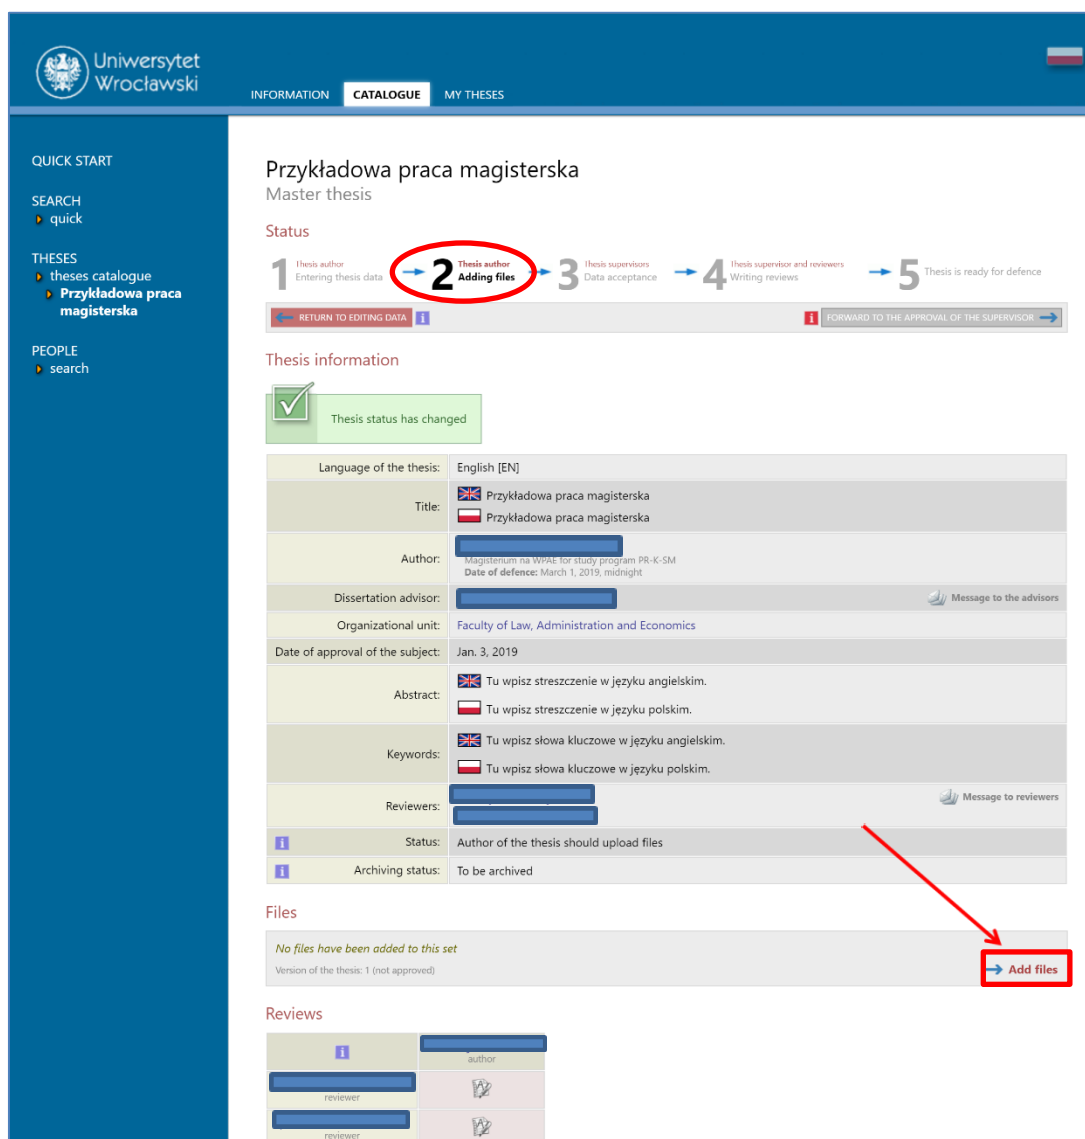 Uniwersytet
Wrocławski
INFORMATION CATALOGUE MY THESES
QUICK START
SEARCH
quick
THESES
theses catalogue
Przykładowa praca
magisterska
PEOPLE
search
Przykładowa praca magisterska
Master thesis
Status
1 Thesis author
Entering thesis data
2 Thesis author
Adding files
3 Thesis supervisors
Data acceptance
4 Thesis supervisor and reviewers
Writing reviews
5 Thesis is ready for defence
RETURN TO EDITING DATA i
i FORWARD TO THE APPROVAL OF THE SUPERVISOR
Thesis information
Thesis status has changed
Language of the thesis: English [EN]
Title: Przykładowa praca magisterska
Przykładowa praca magisterska
Author:
Magisterium na WPAE for study program PR-K-SM
Date of defence: March 1, 2019, midnight
Dissertation advisor: Message to the advisors
Organizational unit: Faculty of Law, Administration and Economics
Date of approval of the subject: Jan. 3, 2019
Abstract: Tu wpisz streszczenie w języku angielskim.
Tu wpisz streszczenie w języku polskim.
Keywords: Tu wpisz słowa kluczowe w języku angielskim.
Tu wpisz słowa kluczowe w języku polskim.
Reviewers: Message to reviewers
i Status: Author of the thesis should upload files
i Archiving status: To be archived
Files
No files have been added to this set
Version of the thesis: 1 (not approved)
Add files
Reviews
i
author
reviewer
reviewer